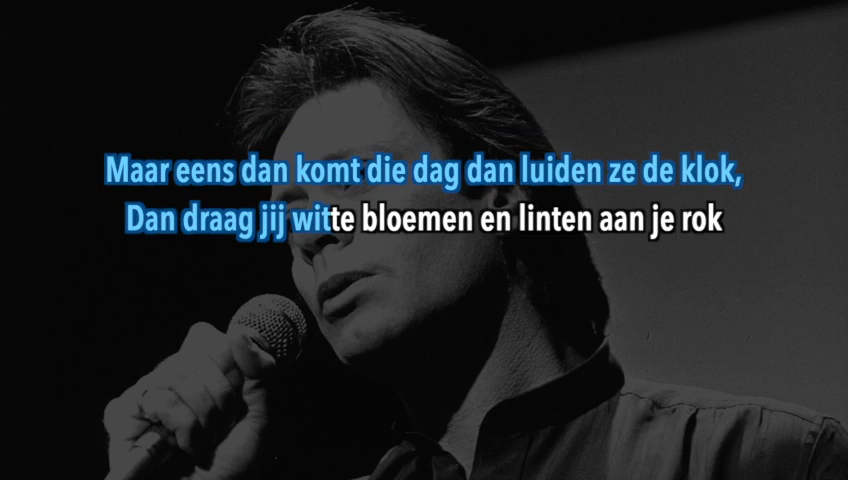 Maar eens dan komt die dag dan luiden ze de klok,
Dan draag jij witte bloemen en linten aan je rok